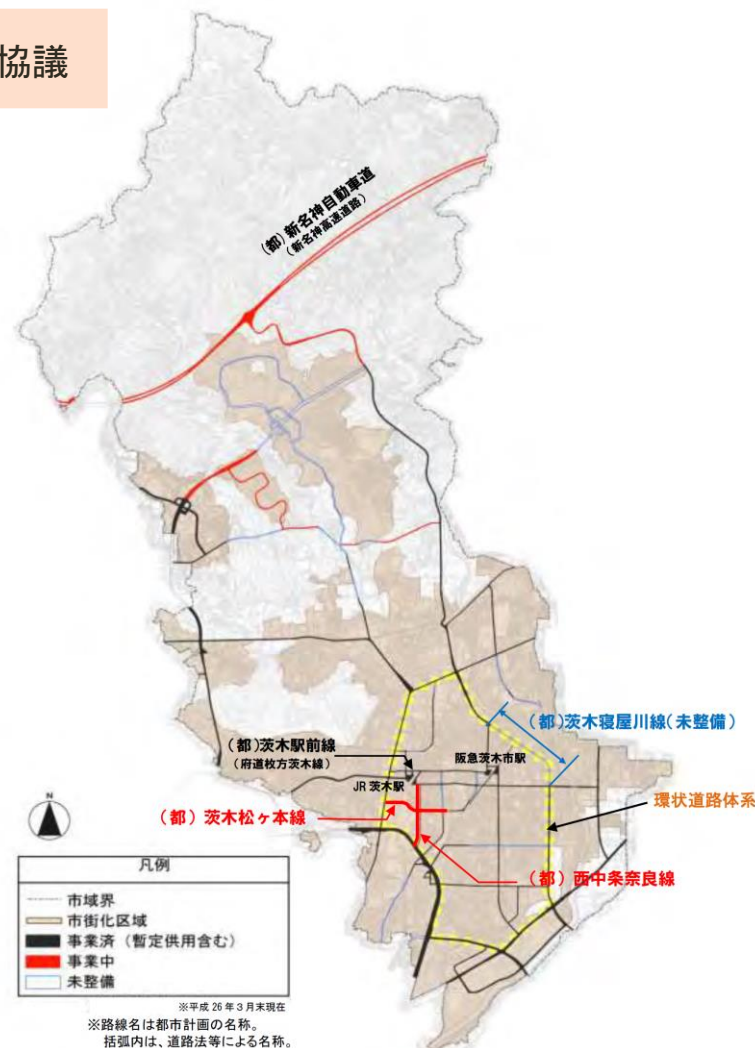 協議
(都)新名神自動車道
(新名神高速道路)
(都)茨木寝屋川線(未整備)
(都)茨木駅前線
(府道枚方茨木線)
阪急茨木市駅
JR 茨木駅
環状道路体系
(都)茨木松ヶ本線
(都)西中条奈良線
N
凡例
市域界
市街化区域
事業済(暫定供用含む)
事業中
未整備
※平成 26 年 3 月末現在
※路線名は都市計画の名称。
括弧内は、道路法等による名称。